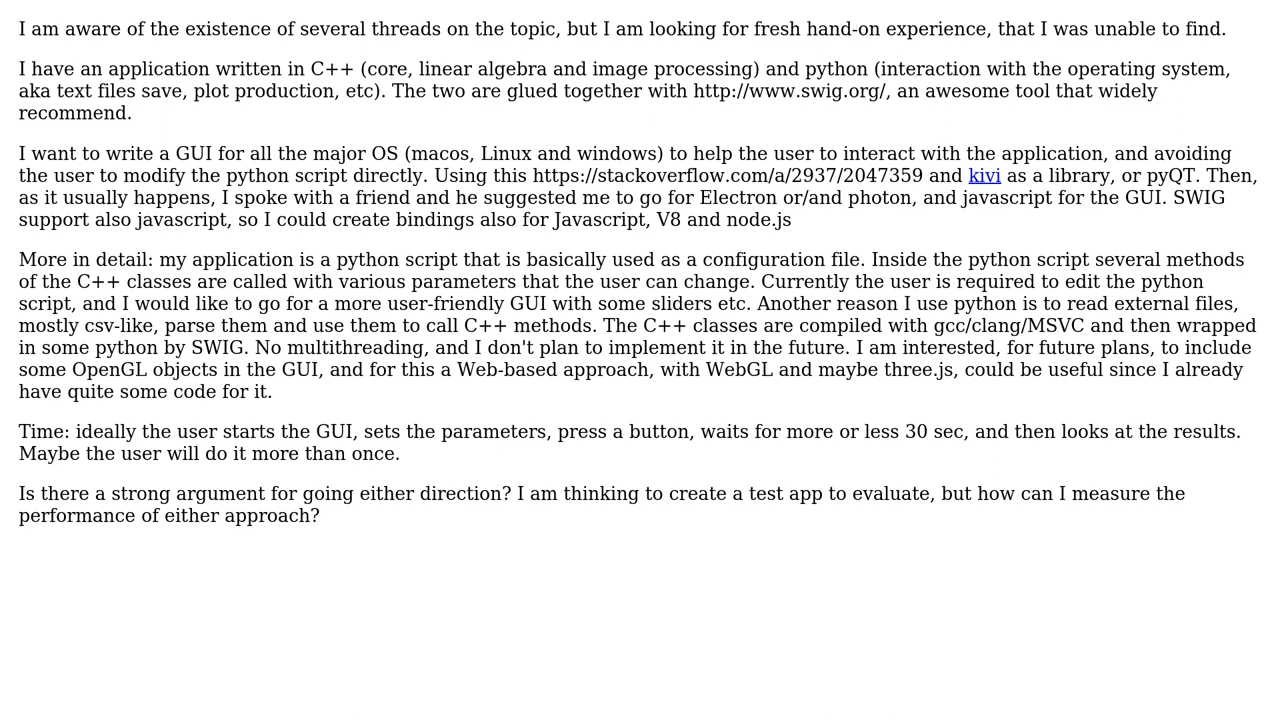 I am aware of the existence of several threads on the topic, but I am looking for fresh hand-on experience, that I was unable to find.
I have an application written in C++ (core, linear algebra and image processing) and python (interaction with the operating system,
aka text files save, plot production, etc). The two are glued together with http://www.swig.org/, an awesome tool that widely
recommend.
I want to write a GUI for all the major OS (macos, Linux and windows) to help the user to interact with the application, and avoiding
the user to modify the python script directly. Using this https://stackoverflow.com/a/2937/2047359 and kivi as a library, or pyQT. Then,
as it usually happens, I spoke with a friend and he suggested me to go for Electron or/and photon, and javascript for the GUI. SWIG
support also javascript, so I could create bindings also for Javascript, V8 and node.js
More in detail: my application is a python script that is basically used as a configuration file. Inside the python script several methods
of the C++ classes are called with various parameters that the user can change. Currently the user is required to edit the python
script, and I would like to go for a more user-friendly GUI with some sliders etc. Another reason I use python is to read external files,
mostly csv-like, parse them and use them to call C++ methods. The C++ classes are compiled with gcc/clang/MSVC and then wrapped
in some python by SWIG. No multithreading, and I don't plan to implement it in the future. I am interested, for future plans, to include
some OpenGL objects in the GUI, and for this a Web-based approach, with WebGL and maybe three.js, could be useful since I already
have quite some code for it.
Time: ideally the user starts the GUI, sets the parameters, press a button, waits for more or less 30 sec, and then looks at the results.
Maybe the user will do it more than once.
Is there a strong argument for going either direction? I am thinking to create a test app to evaluate, but how can I measure the
performance of either approach?